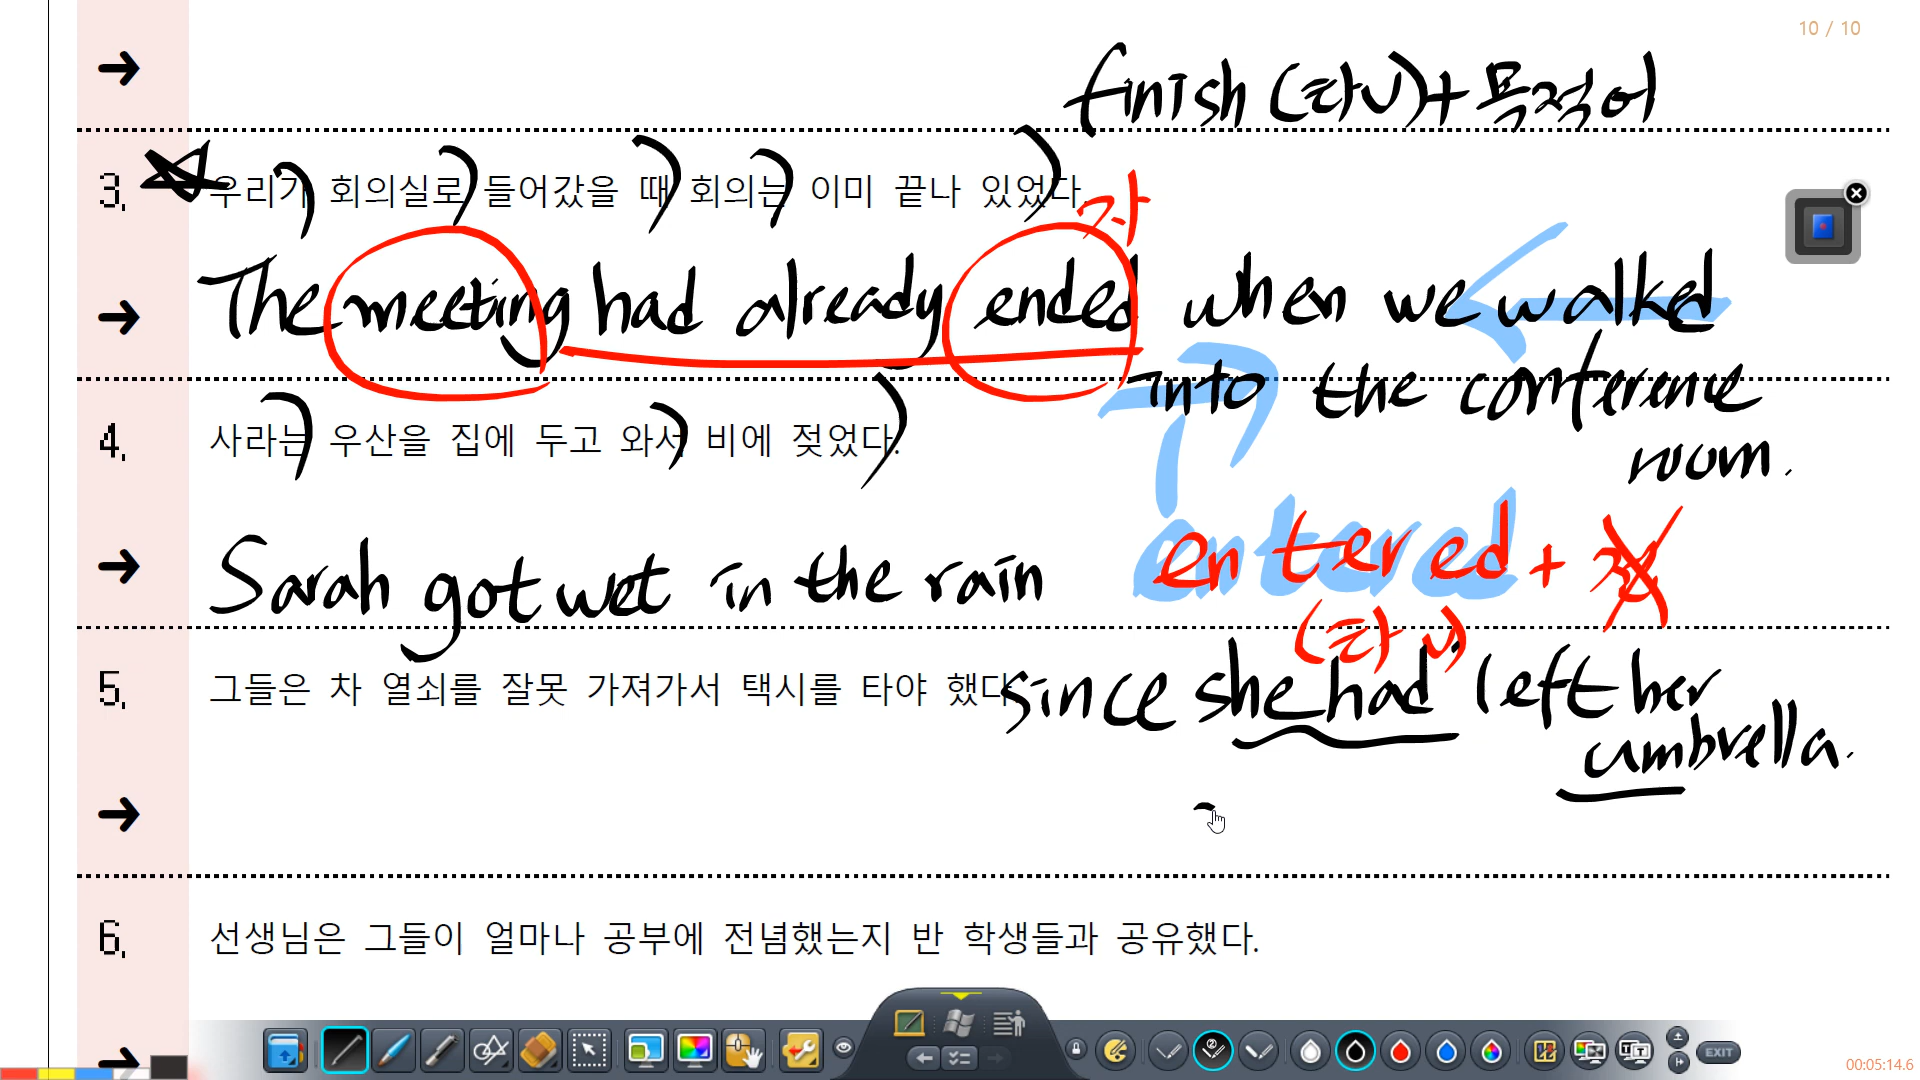 10 / 10
finish (타V)+목적어
3. 우리가 회의실로 들어갔을 때 회의는 이미 끝나 있었다.
자
The meeting had already ended when we walked
into the conference
room.
4. 사라는 우산을 집에 두고 와서 비에 젖었다.
entered + 전
(타V)
Sarah got wet in the rain
since she had left her
umbrella.
5. 그들은 차 열쇠를 잘못 가져가서 택시를 타야 했다
6. 선생님은 그들이 얼마나 공부에 전념했는지 반 학생들과 공유했다.
EXIT
00:05:14.6